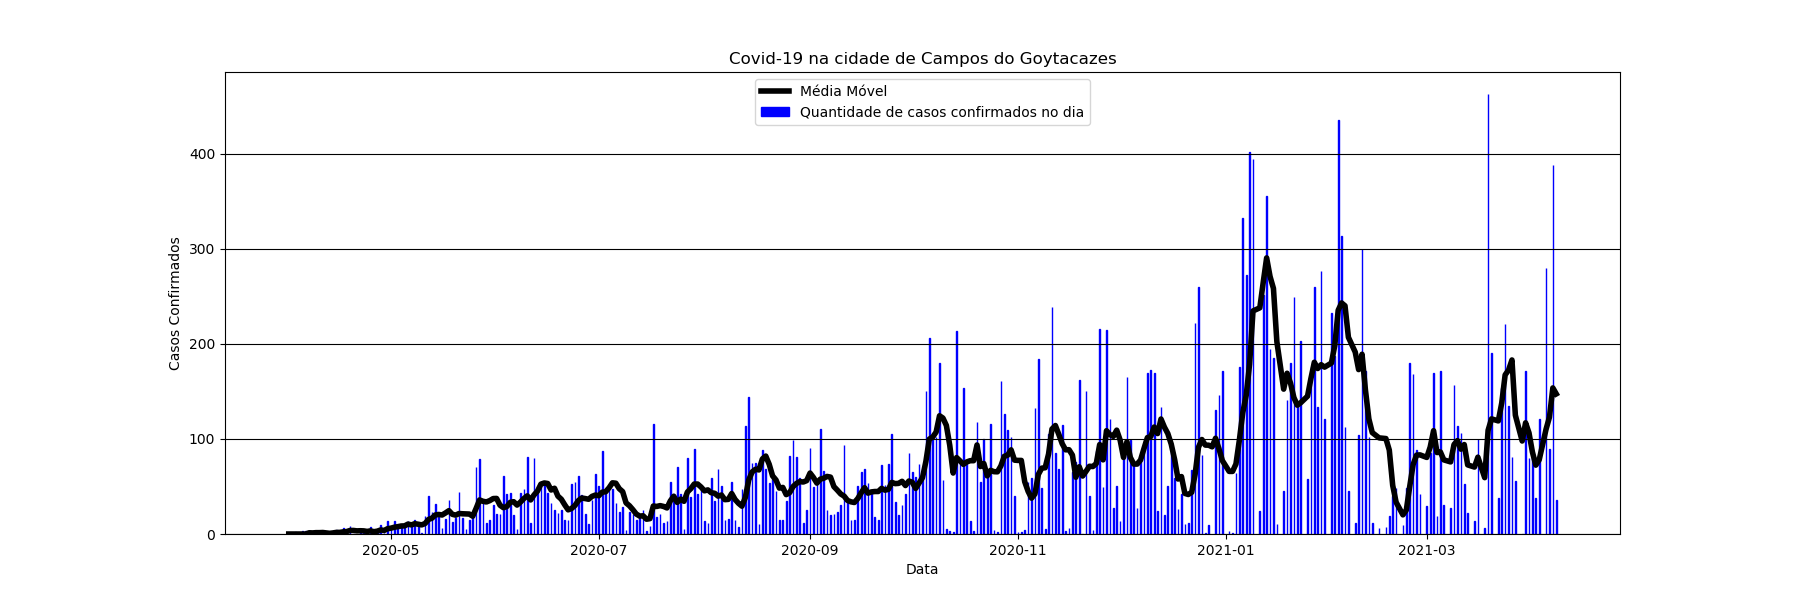 Covid-19 na cidade de Campos do Goytacazes
Média Móvel
Quantidade de casos confirmados no dia
Casos Confirmados
400
300
200
100
0
2020-05 2020-07 2020-09 2020-11 2021-01 2021-03
Data